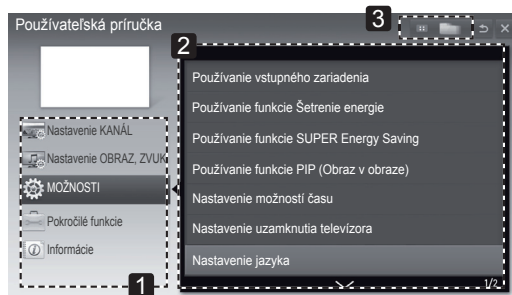 Používateľská príručka
3
2
Používanie vstupného zariadenia
Používanie funkcie Šetrenie energie
Používanie funkcie SUPER Energy Saving
Používanie funkcie PIP (Obraz v obraze)
Nastavenie možností času
Nastavenie uzamknutia televízora
Nastavenie jazyka
1/2
Nastavenie KANÁL
Nastavenie OBRAZ, ZVUK
MOŽNOSTI
Pokročilé funkcie
Informácie
1